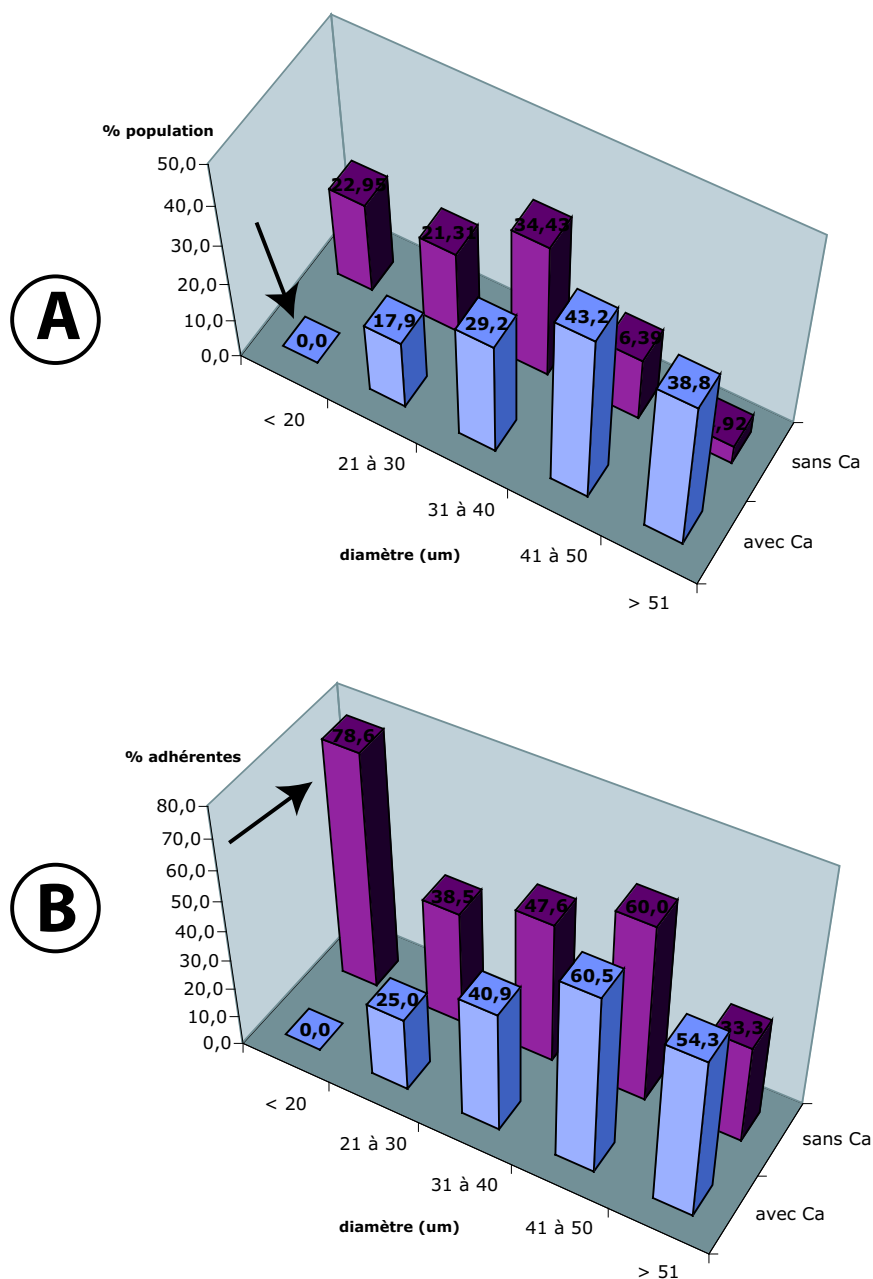 A
% population
50,0
40,0
30,0
20,0
10,0
0,0
22,95
21,31
34,43
6,39
,92
0,0
17,9
29,2
43,2
38,8
< 20
21 à 30
31 à 40
41 à 50
> 51
diamètre (um)
sans Ca
avec Ca
B
% adhérentes
80,0
70,0
60,0
50,0
40,0
30,0
20,0
10,0
0,0
78,6
38,5
47,6
60,0
33,3
0,0
25,0
40,9
60,5
54,3
< 20
21 à 30
31 à 40
41 à 50
> 51
diamètre (um)
sans Ca
avec Ca